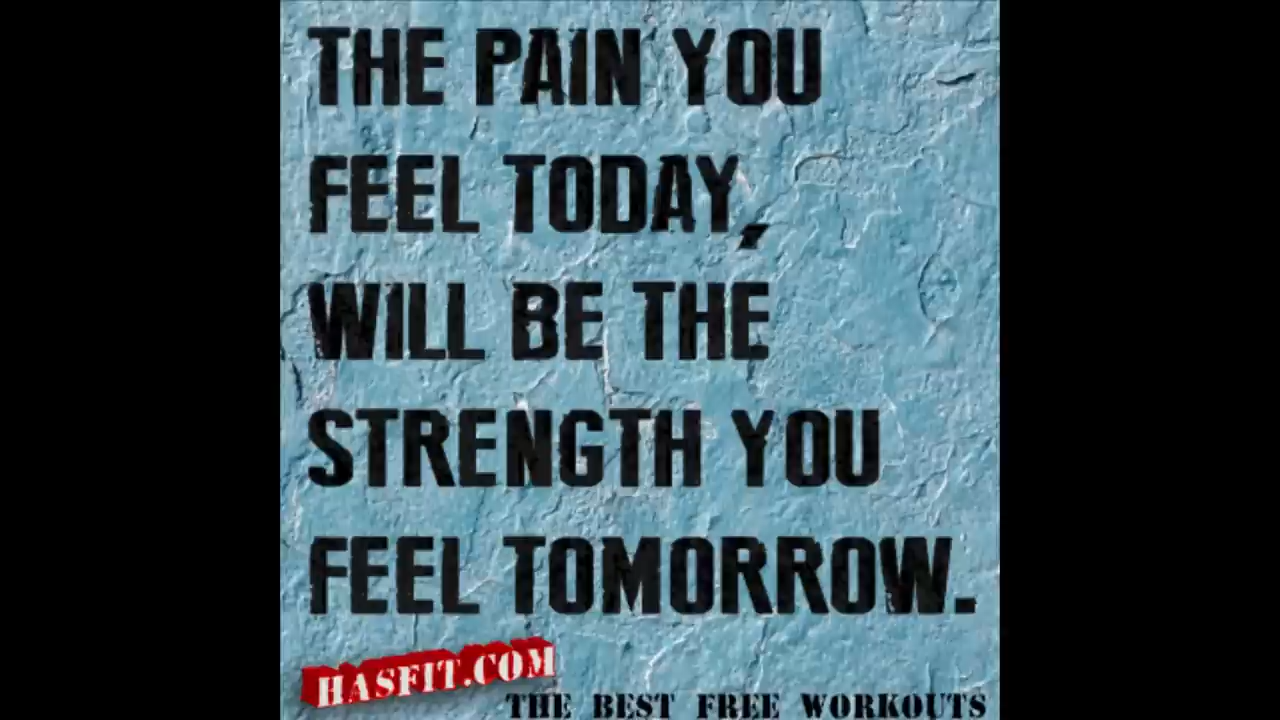 THE PAIN YOU
FEEL TODAY,
WILL BE THE
STRENGTH YOU
FEEL TOMORROW.
HASFIT.COM
THE BEST FREE WORKOUTS